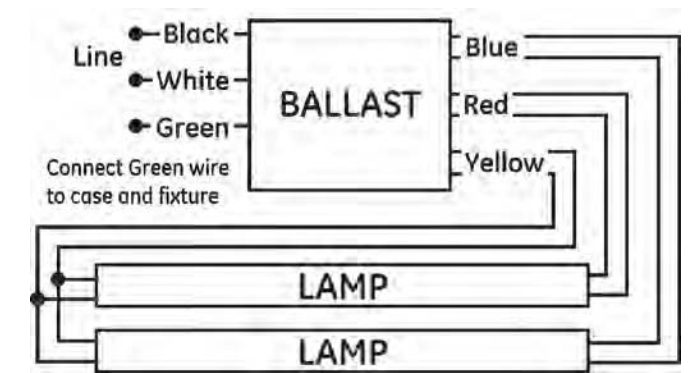 Line
Black
White
Green
BALLAST
Blue
Red
Yellow
Connect Green wire
to case and fixture
LAMP
LAMP